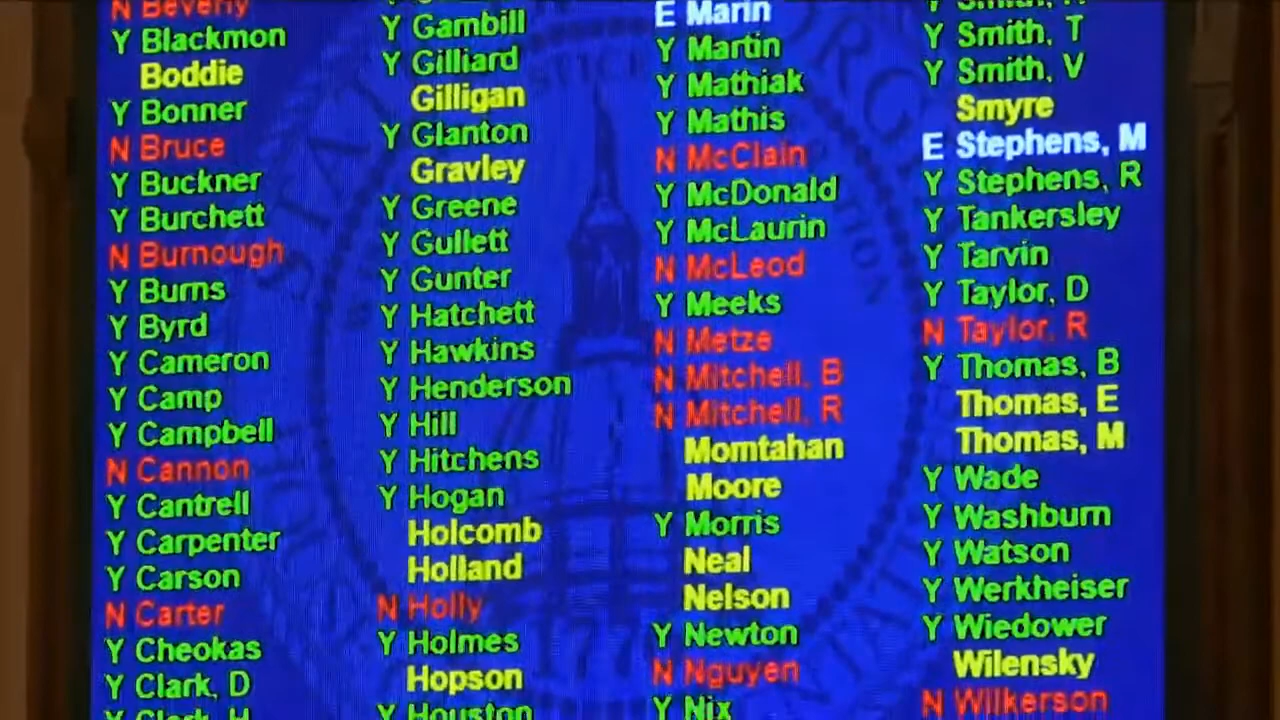 N Beverly
Y Blackmon
Boddie
Y Bonner
N Bruce
Y Buckner
Y Burchett
N Burnough
Y Burns
Y Byrd
Y Cameron
Y Camp
Y Campbell
N Cannon
Y Cantrell
Y Carpenter
Y Carson
N Carter
Y Cheokas
Y Clark, D
Y Clark, H
Y Gambill
Y Gilliard
Gilligan
Y Glanton
Gravley
Y Greene
Y Gullett
Y Gunter
Y Hatchett
Y Hawkins
Y Henderson
Y Hill
Y Hitchens
Y Hogan
Holcomb
Holland
N Holly
Y Holmes
Hopson
Y Houston
E Marin
Y Martin
Y Mathiak
Y Mathis
N McClain
Y McDonald
Y McLaurin
N McLeod
Y Meeks
N Metze
N Mitchell, B
N Mitchell, R
Momtahan
Moore
Y Morris
Neal
Nelson
Y Newton
N Nguyen
Y Nix
Y Smith, T
Y Smith, V
Smyre
E Stephens, M
Y Stephens, R
Y Tankersley
Y Tarvin
Y Taylor, D
N Taylor, R
Y Thomas, B
Thomas, E
Thomas, M
Y Wade
Y Washburn
Y Watson
Y Werkheiser
Y Wiedower
Wilensky
N Wilkerson